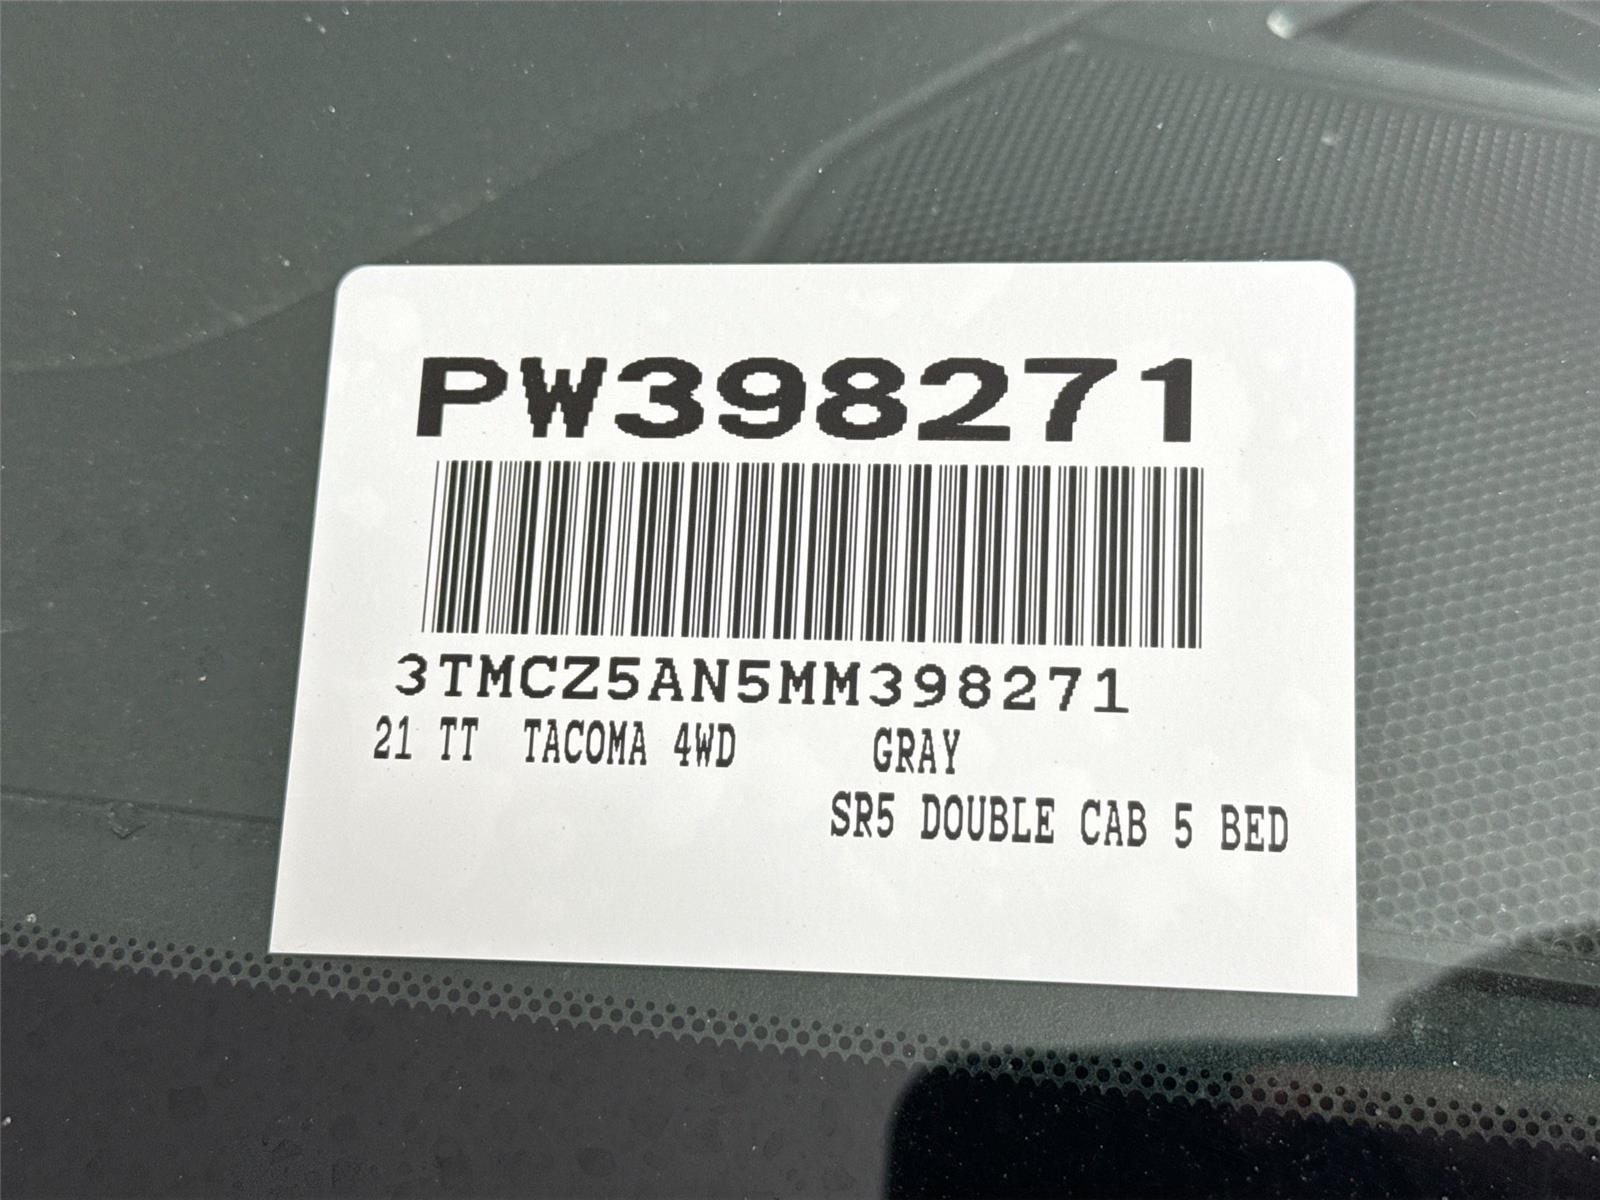 PW398271
3TMCZ5AN5MM398271
21 TT TACOMA 4WD GRAY
SR5 DOUBLE CAB 5 BED